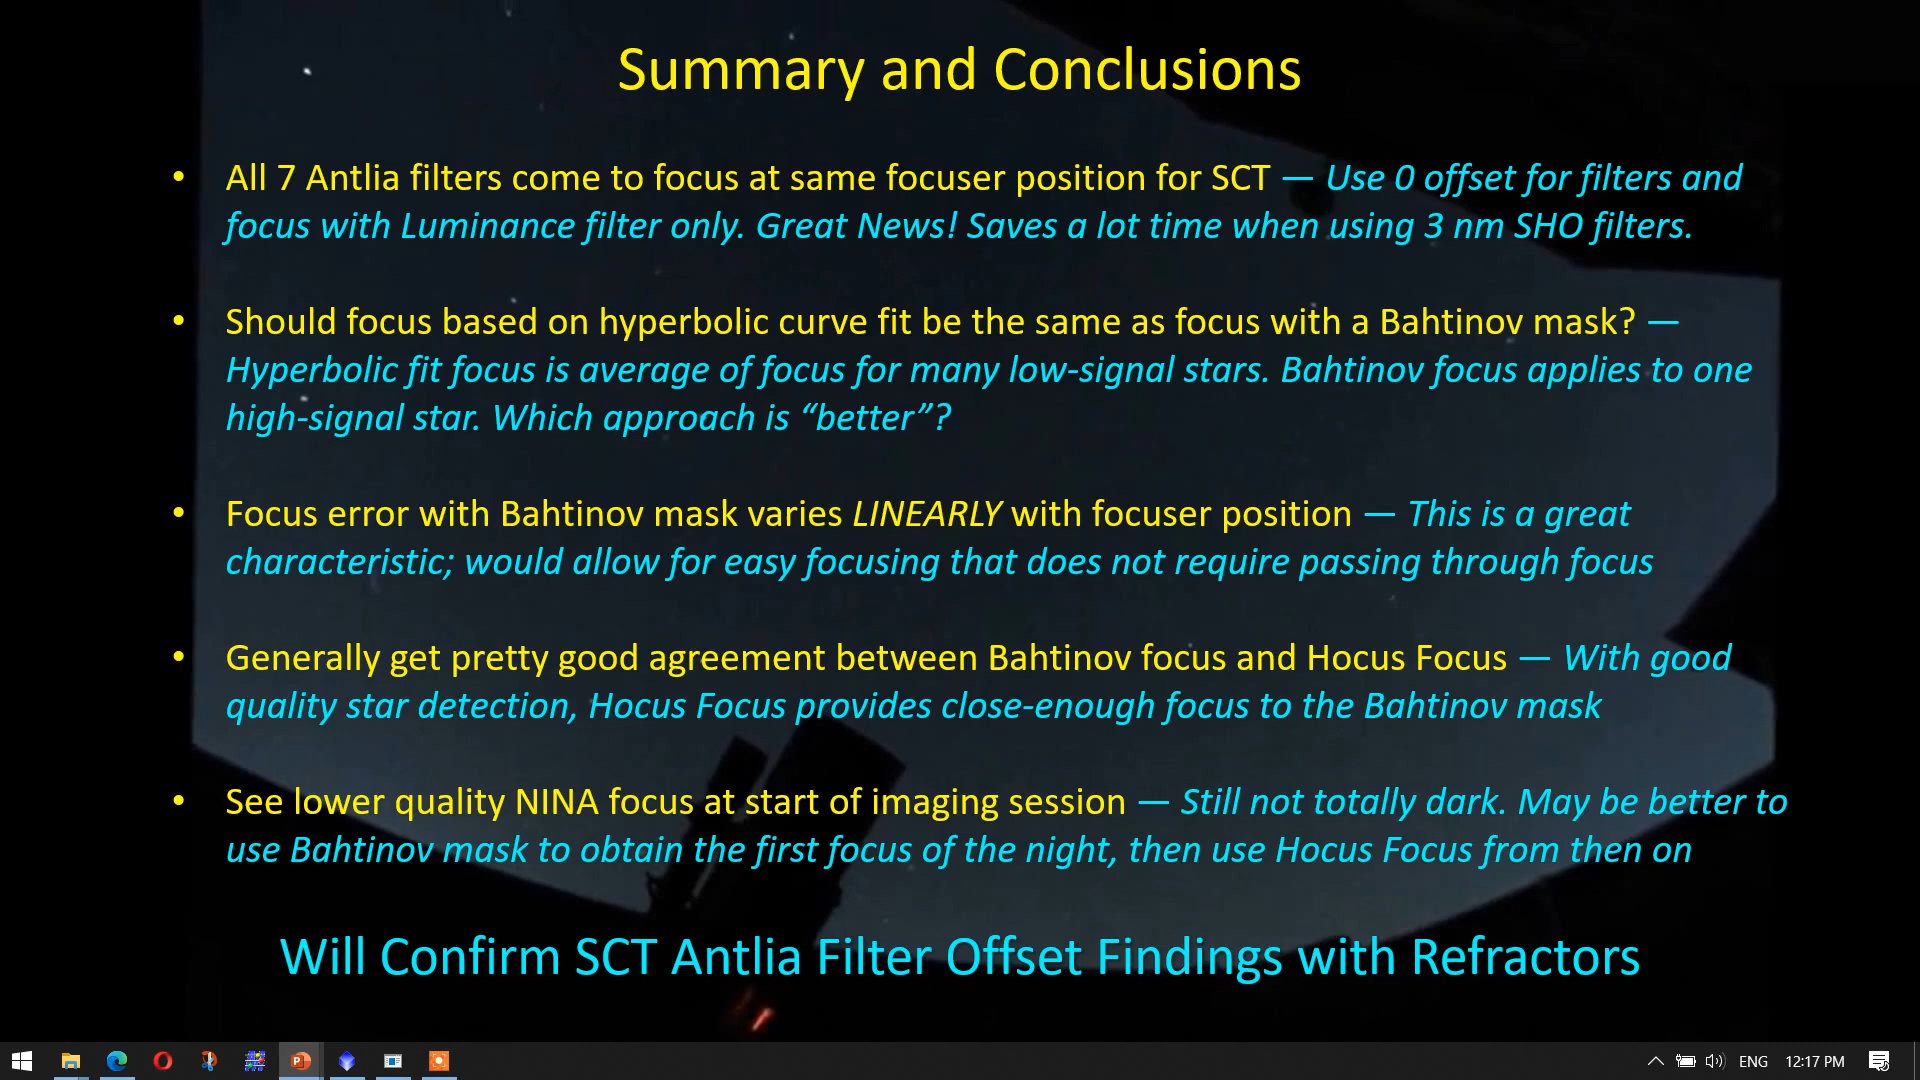 Summary and Conclusions
• All 7 Antlia filters come to focus at same focuser position for SCT — Use 0 offset for filters and
focus with Luminance filter only. Great News! Saves a lot time when using 3 nm SHO filters.
• Should focus based on hyperbolic curve fit be the same as focus with a Bahtinov mask? —
Hyperbolic fit focus is average of focus for many low-signal stars. Bahtinov focus applies to one
high-signal star. Which approach is “better”?
• Focus error with Bahtinov mask varies LINEARLY with focuser position — This is a great
characteristic; would allow for easy focusing that does not require passing through focus
• Generally get pretty good agreement between Bahtinov focus and Hocus Focus — With good
quality star detection, Hocus Focus provides close-enough focus to the Bahtinov mask
• See lower quality NINA focus at start of imaging session — Still not totally dark. May be better to
use Bahtinov mask to obtain the first focus of the night, then use Hocus Focus from then on
Will Confirm SCT Antlia Filter Offset Findings with Refractors
ENG 12:17 PM